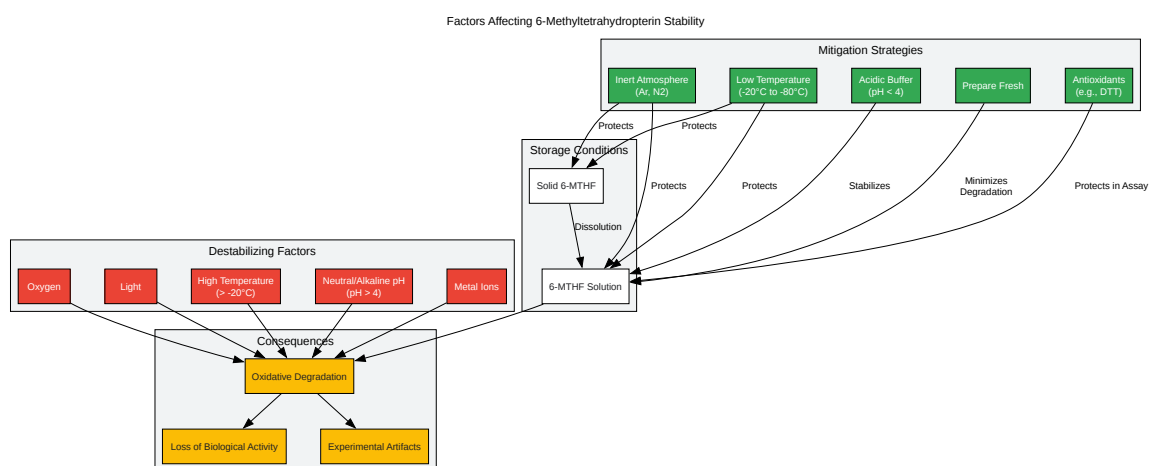 Factors Affecting 6-Methyltetrahydropterin Stability
Mitigation Strategies
Inert Atmosphere
(Ar, N2)
Low Temperature
(-20°C to -80°C)
Acidic Buffer
(pH < 4)
Prepare Fresh
Antioxidants
(e.g., DTT)
Protects
Protects
Storage Conditions
Solid 6-MTHF
Protects
Protects
Stabilizes
Minimizes
Degradation
Protects in Assay
Dissolution
Destabilizing Factors
Oxygen
Light
High Temperature
(> -20°C)
Neutral/Alkaline pH
(pH > 4)
Metal Ions
6-MTHF Solution
Consequences
Oxidative Degradation
Loss of Biological Activity
Experimental Artifacts